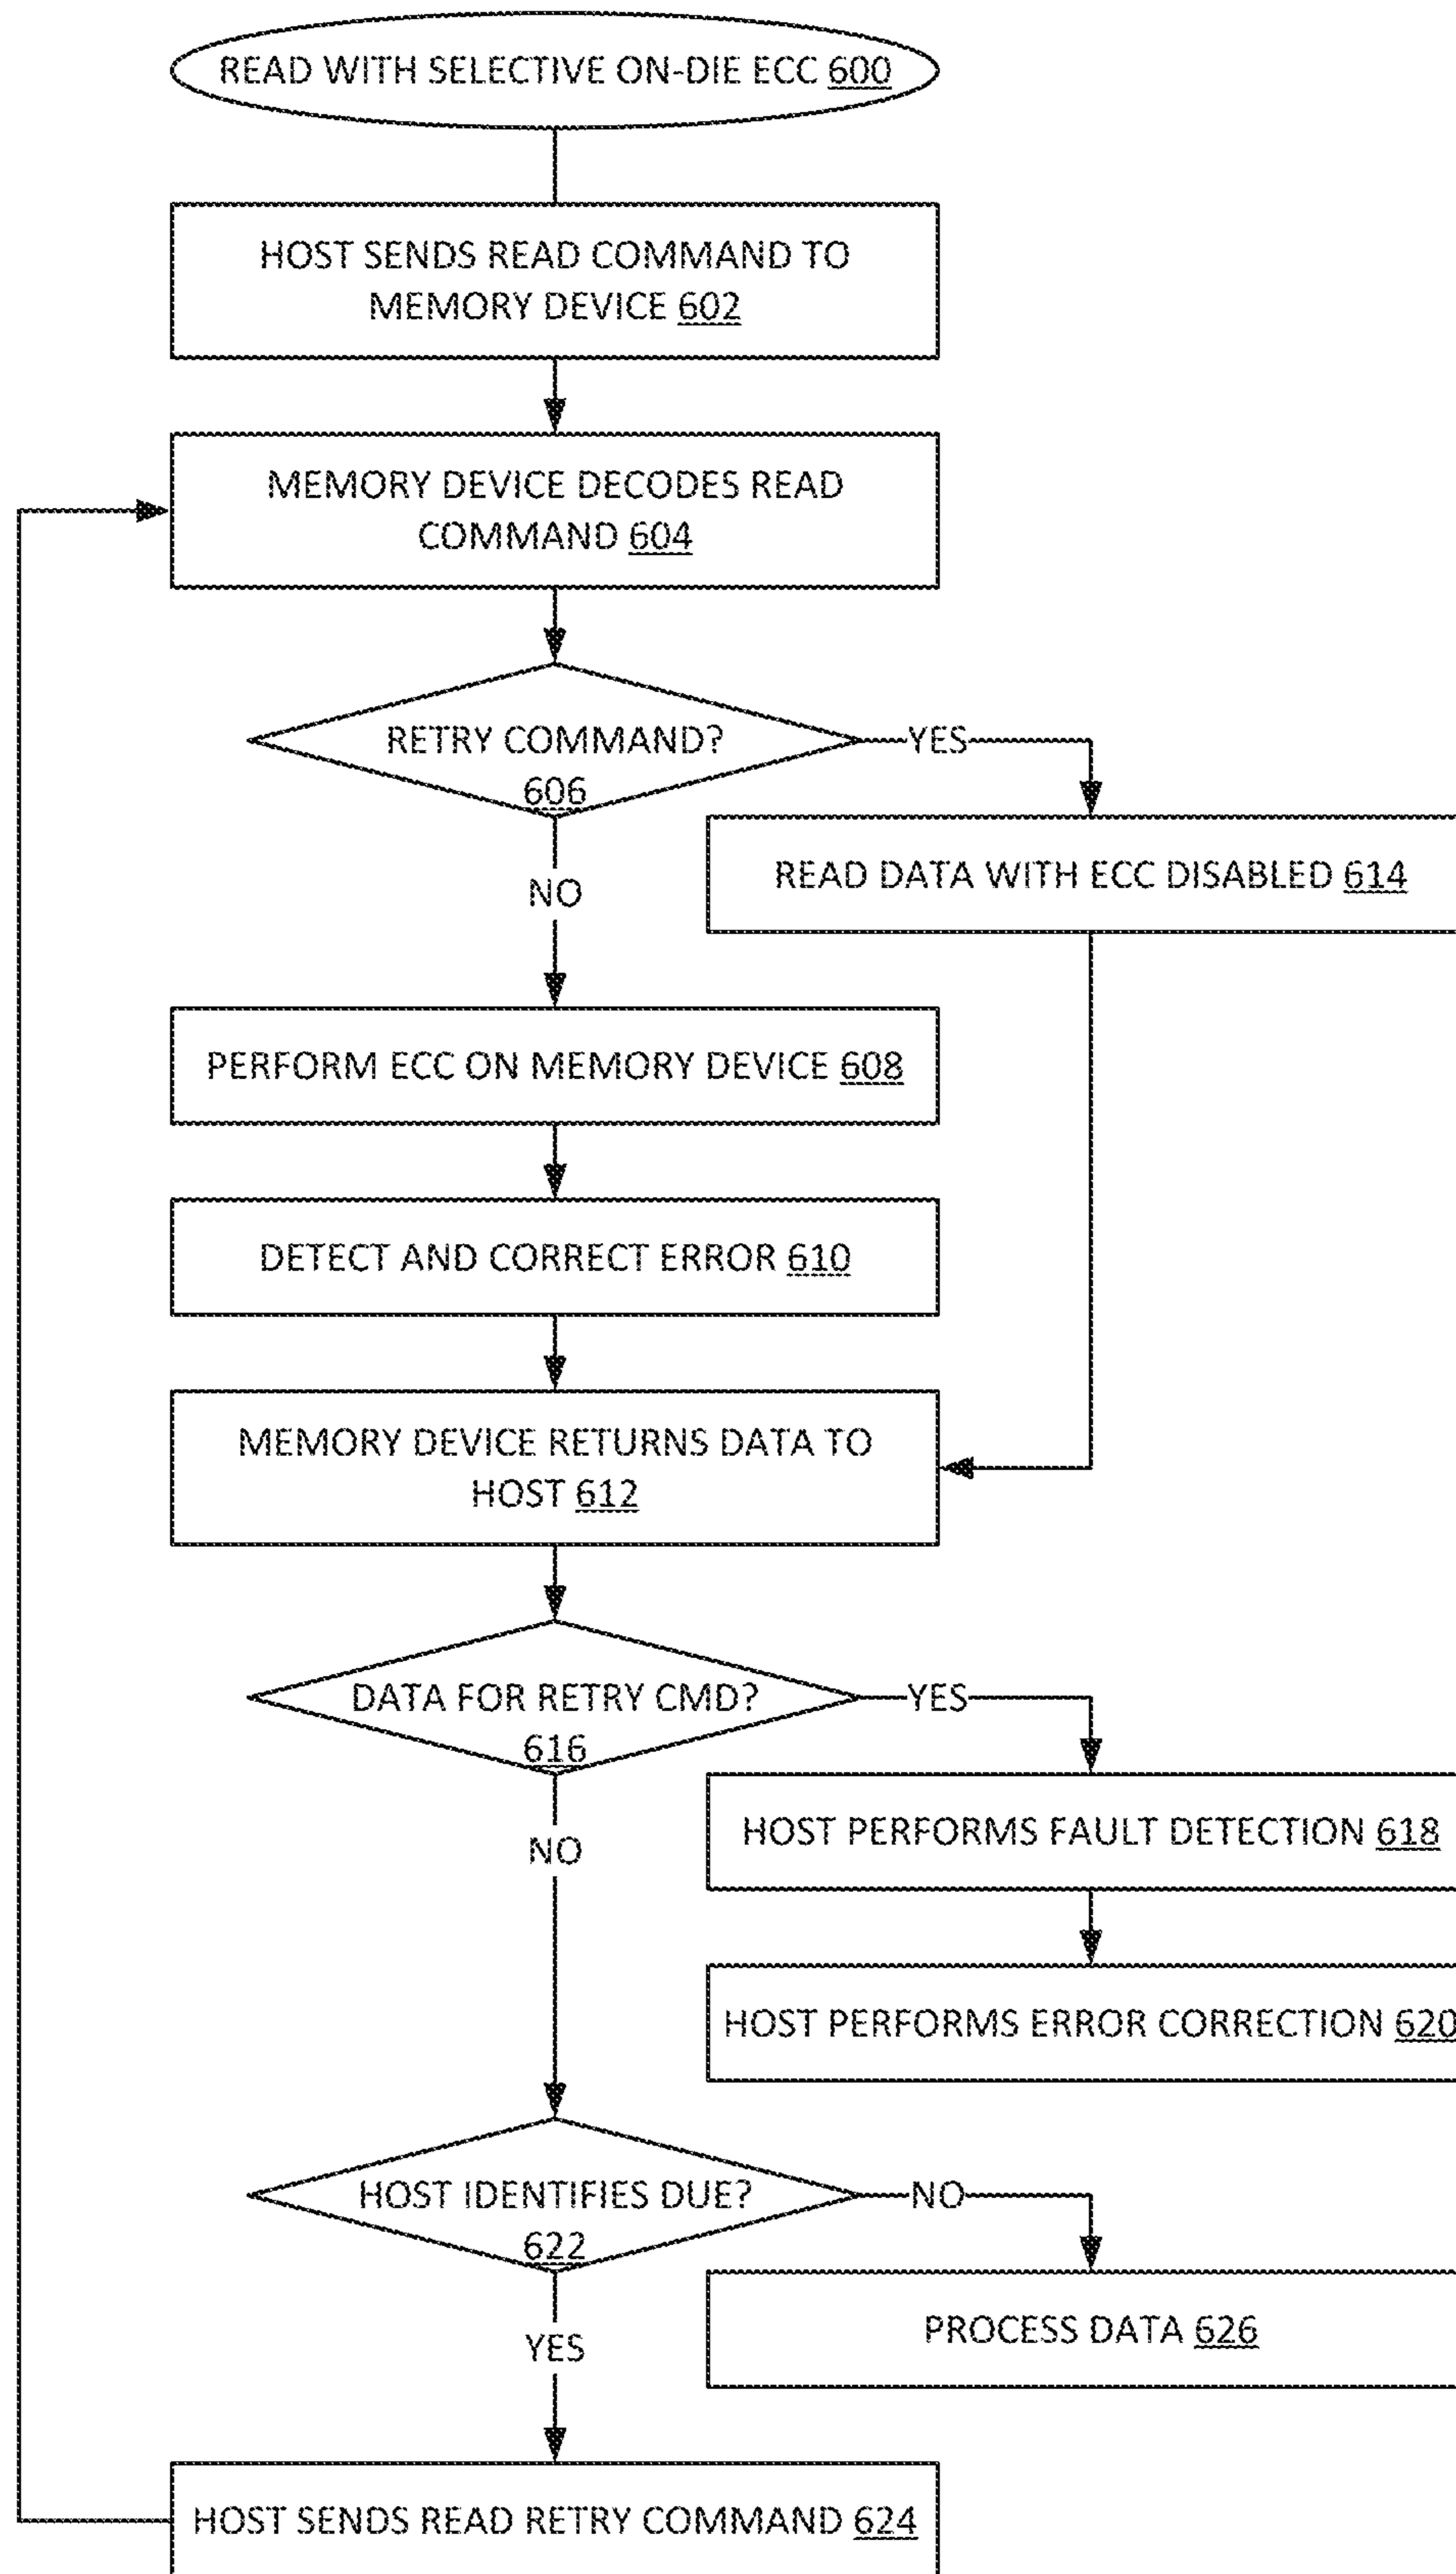 READ WITH SELECTIVE ON-DIE ECC 600
HOST SENDS READ COMMAND TO
MEMORY DEVICE 602
MEMORY DEVICE DECODES READ
COMMAND 604
RETRY COMMAND?
606
YES
NO
READ DATA WITH ECC DISABLED 614
PERFORM ECC ON MEMORY DEVICE 608
DETECT AND CORRECT ERROR 610
MEMORY DEVICE RETURNS DATA TO
HOST 612
DATA FOR RETRY CMD?
616
YES
NO
HOST PERFORMS FAULT DETECTION 618
HOST PERFORMS ERROR CORRECTION 620
HOST IDENTIFIES DUE?
622
NO
YES
PROCESS DATA 626
HOST SENDS READ RETRY COMMAND 624